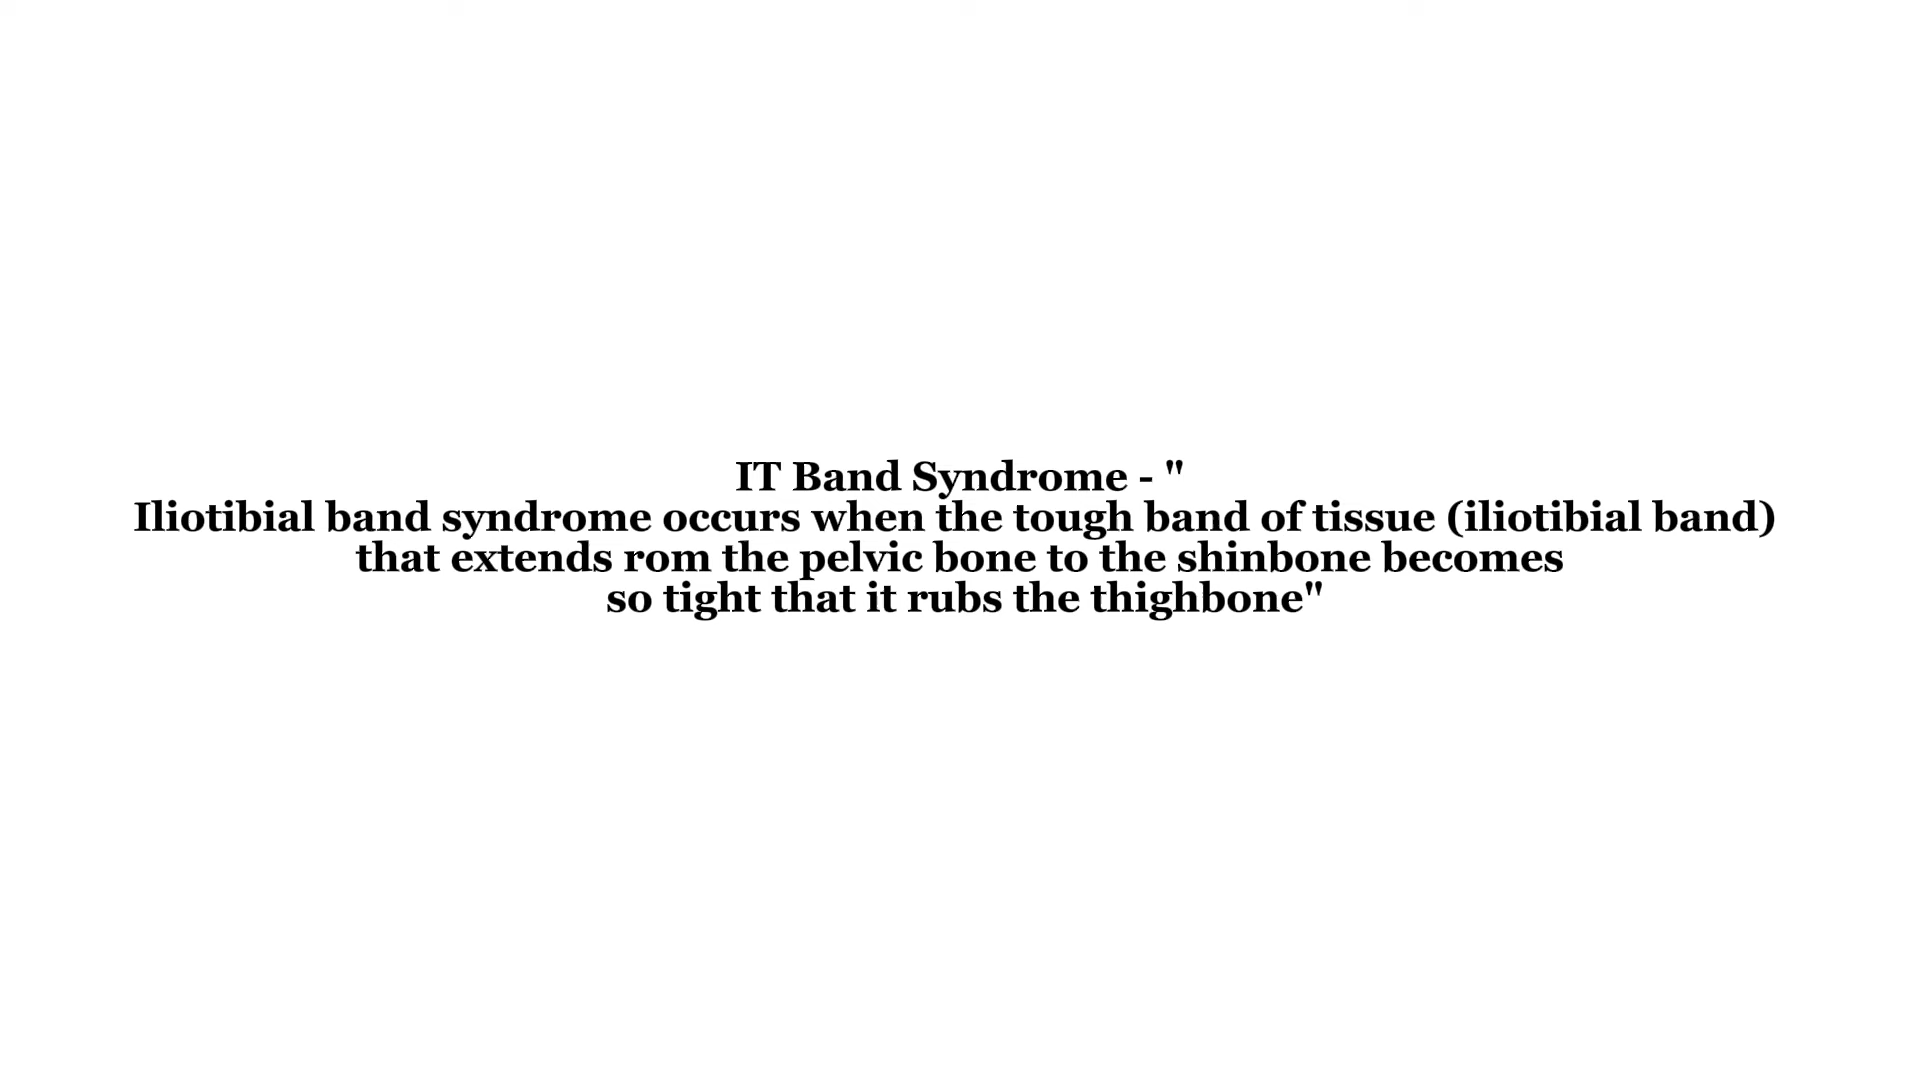 IT Band Syndrome - "
Iliotibial band syndrome occurs when the tough band of tissue (iliotibial band)
that extends rom the pelvic bone to the shinbone becomes
so tight that it rubs the thighbone"